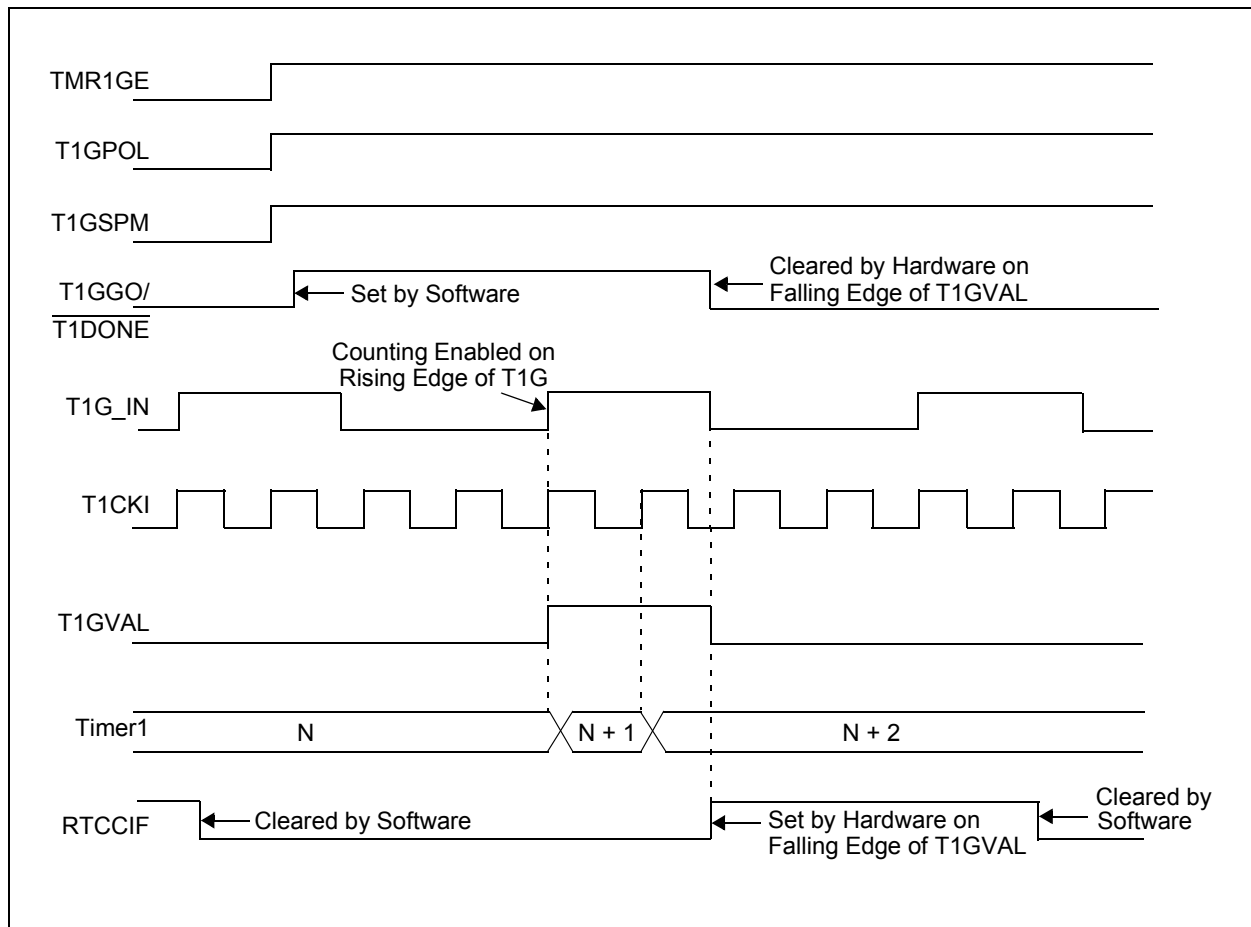 TMR1GE
T1GPOL
T1GSPM
T1GGO/
T1DONE
Set by Software
Cleared by Hardware on
Falling Edge of T1GVAL
Counting Enabled on
Rising Edge of T1G
T1G_IN
T1CKI
T1GVAL
Timer1
N
N + 1
N + 2
RTCCIF
Cleared by Software
Set by Hardware on
Falling Edge of T1GVAL
Cleared by
Software